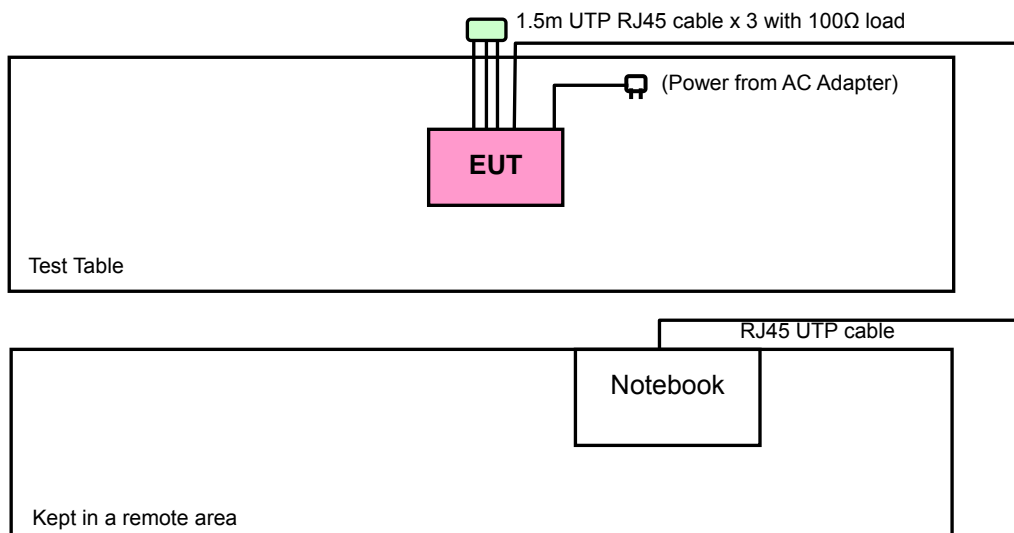 1.5m UTP RJ45 cable x 3 with 100Ω load
(Power from AC Adapter)
EUT
Test Table
RJ45 UTP cable
Notebook
Kept in a remote area